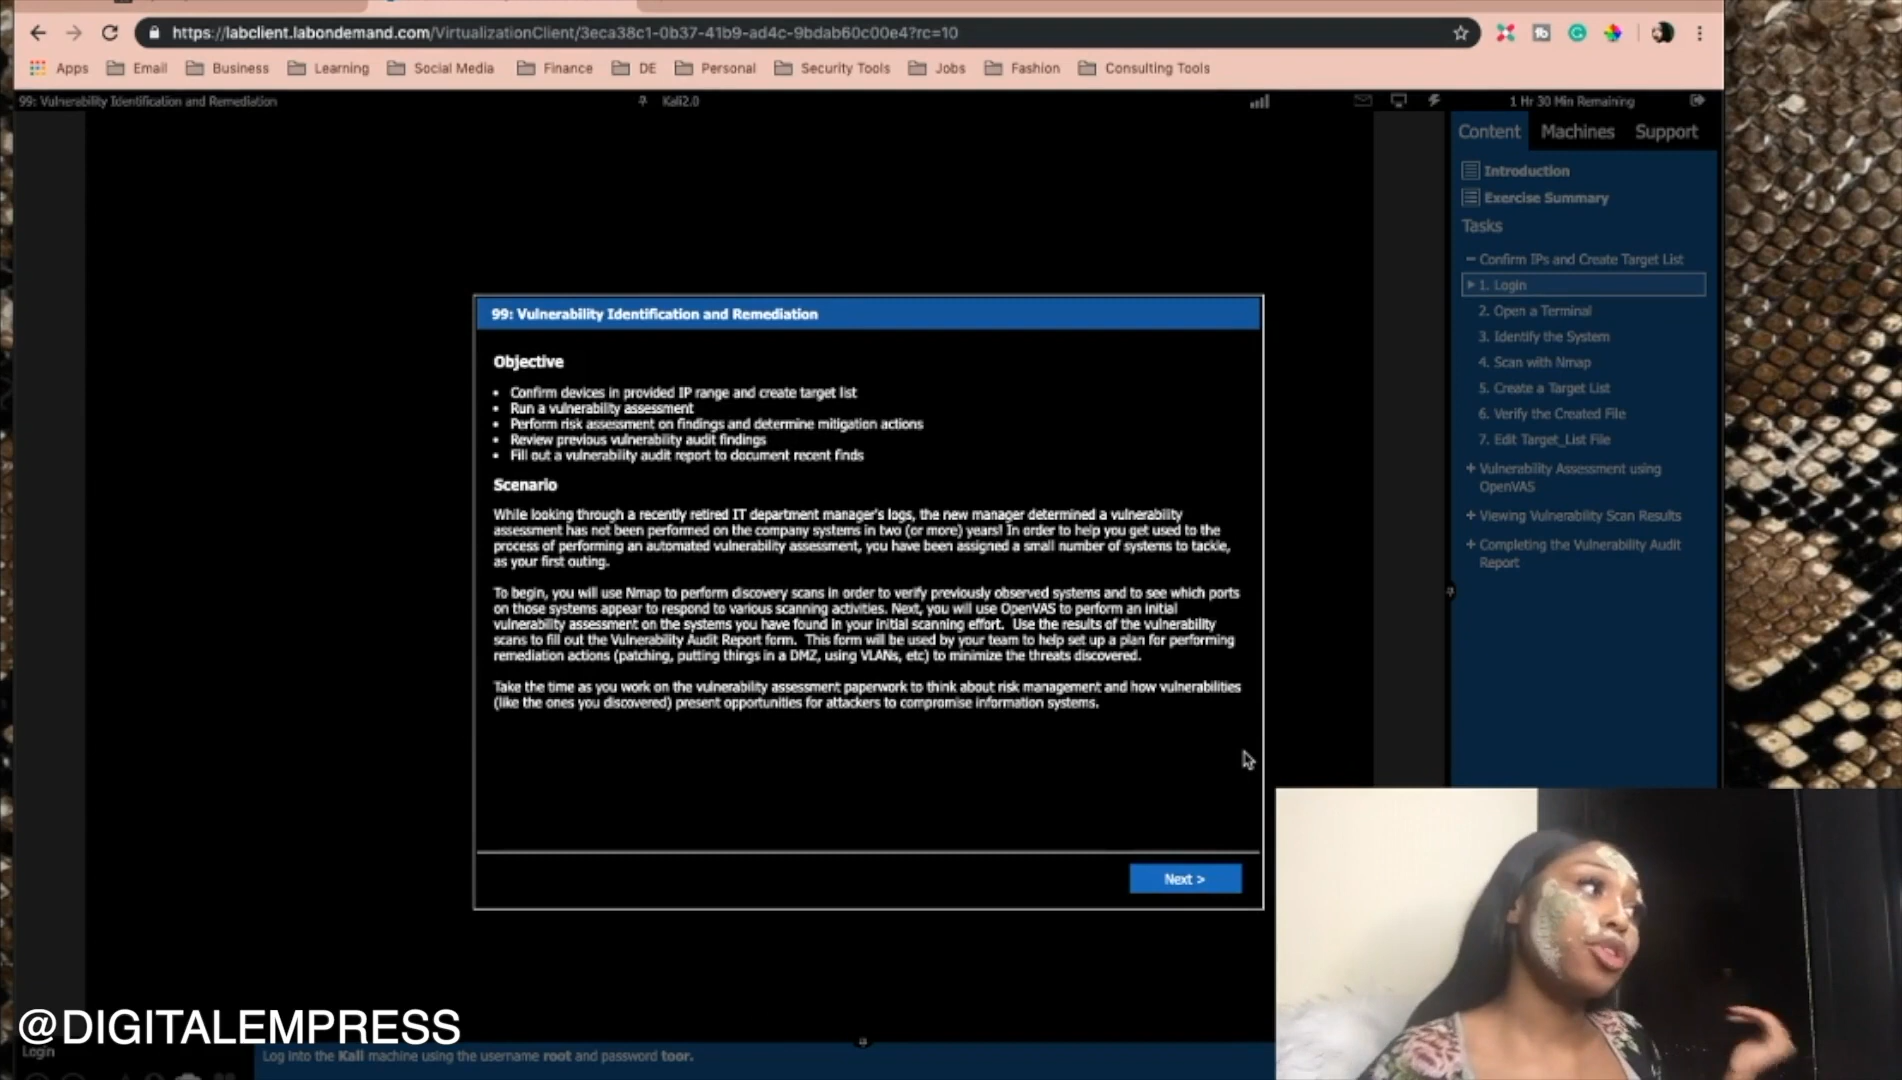 https://labclient.labondemand.com/VirtualizationClient/3eca38c1-0b37-41b9-ad4c-9bdab60c00e4?rc=10
Apps Email Business Learning Social Media Finance DE Personal Security Tools Jobs Fashion Consulting Tools
99: Vulnerability Identification and Remediation Kali2.0 1 Hr 30 Min Remaining
Content Machines Support
Introduction
Exercise Summary
Tasks
− Confirm IPs and Create Target List
1. Login
2. Open a Terminal
3. Identify the System
4. Scan with Nmap
5. Create a Target List
6. Verify the Created File
7. Edit Target_List File
+ Vulnerability Assessment using
OpenVAS
+ Viewing Vulnerability Scan Results
+ Completing the Vulnerability Audit
Report
99: Vulnerability Identification and Remediation
Objective
• Confirm devices in provided IP range and create target list
• Run a vulnerability assessment
• Perform risk assessment on findings and determine mitigation actions
• Review previous vulnerability audit findings
• Fill out a vulnerability audit report to document recent finds
Scenario
While looking through a recently retired IT department manager's logs, the new manager determined a vulnerability
assessment has not been performed on the company systems in two (or more) years! In order to help you get used to the
process of performing an automated vulnerability assessment, you have been assigned a small number of systems to tackle,
as your first outing.
To begin, you will use Nmap to perform discovery scans in order to verify previously observed systems and to see which ports
on those systems appear to respond to various scanning activities. Next, you will use OpenVAS to perform an initial
vulnerability assessment on the systems you have found in your initial scanning effort. Use the results of the vulnerability
scans to fill out the Vulnerability Audit Report form. This form will be used by your team to help set up a plan for performing
remediation actions (patching, putting things in a DMZ, using VLANs, etc) to minimize the threats discovered.
Take the time as you work on the vulnerability assessment paperwork to think about risk management and how vulnerabilities
(like the ones you discovered) present opportunities for attackers to compromise information systems.
Next >
@DIGITALEMPRESS
Login
Log into the Kali machine using the username root and password toor.